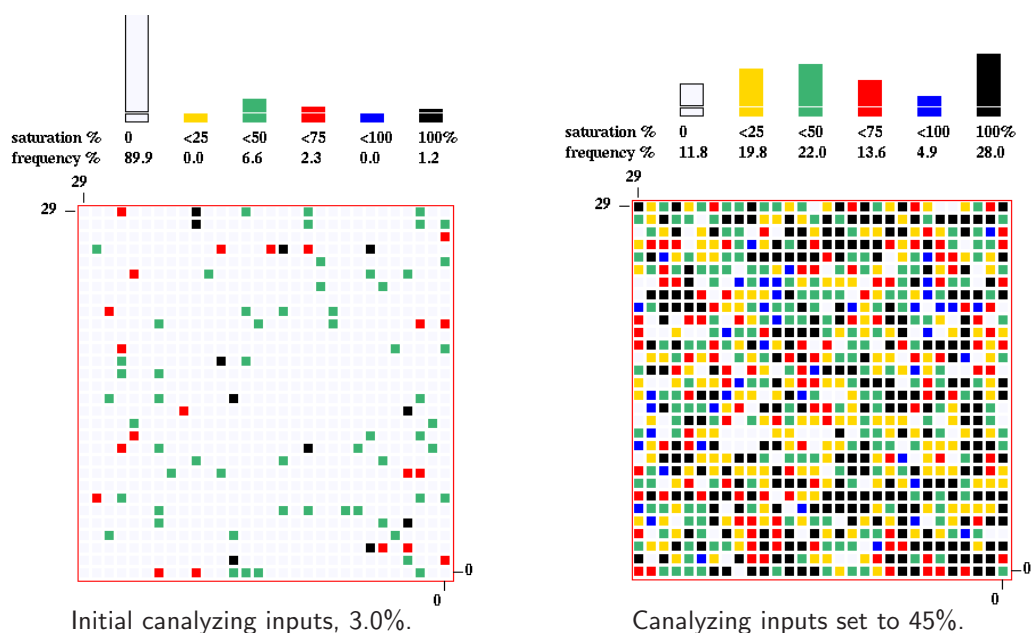 saturation % 0 <25 <50 <75 <100 100%
frequency % 89.9 0.0 6.6 2.3 0.0 1.2
29
29
0
0
Initial canalyzing inputs, 3.0%.
saturation % 0 <25 <50 <75 <100 100%
frequency % 11.8 19.8 22.0 13.6 4.9 28.0
29
29
0
0
Canalyzing inputs set to 45%.